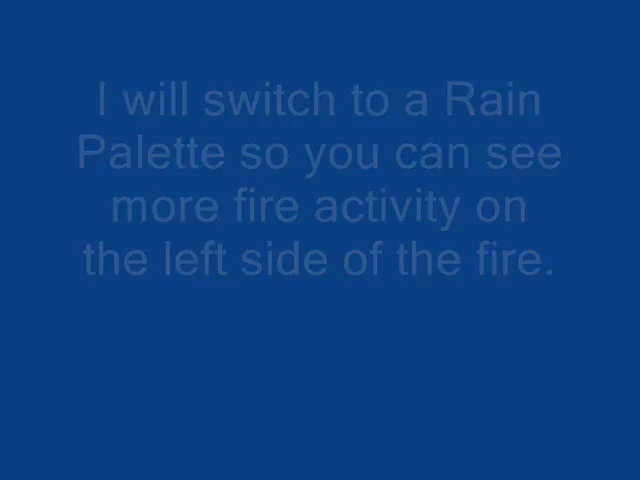 I will switch to a Rain
Palette so you can see
more fire activity on
the left side of the fire.